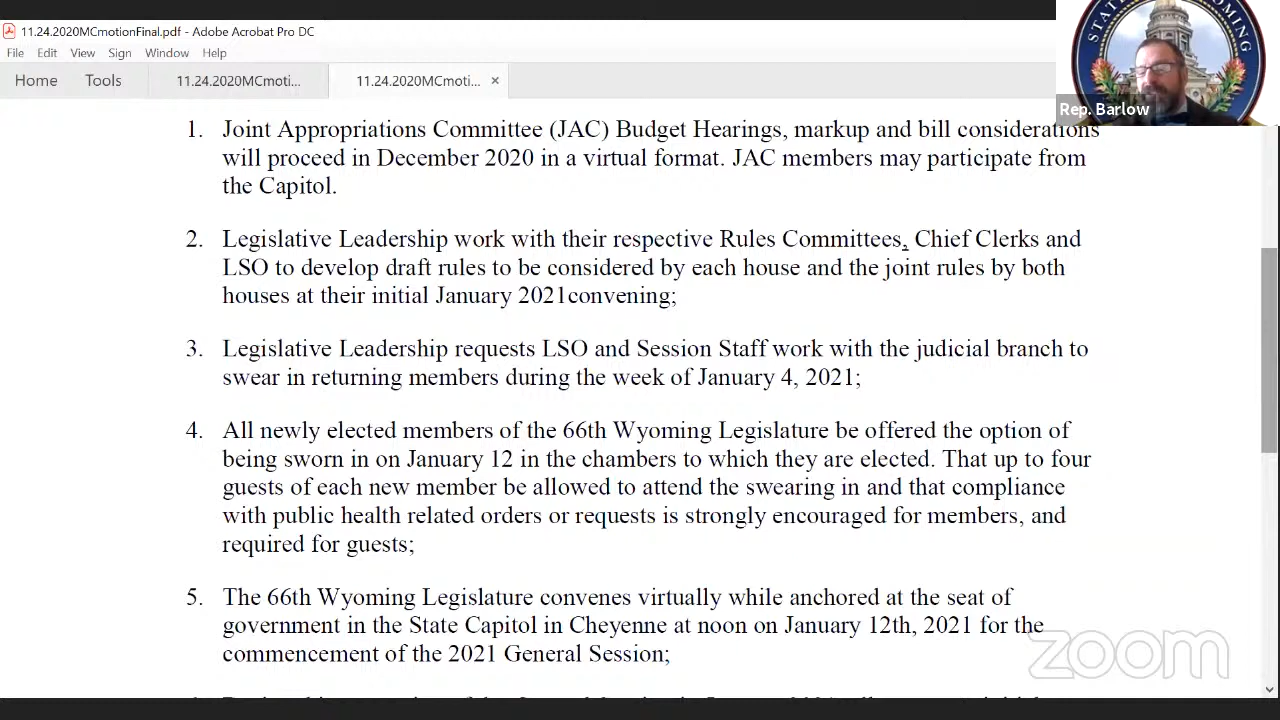 11.24.2020MCmotionFinal.pdf - Adobe Acrobat Pro DC
File Edit View Sign Window Help
Home Tools 11.24.2020MCmoti... 11.24.2020MCmoti... ×
STATE OMING
Rep. Barlow
1. Joint Appropriations Committee (JAC) Budget Hearings, markup and bill considerations
will proceed in December 2020 in a virtual format. JAC members may participate from
the Capitol.
2. Legislative Leadership work with their respective Rules Committees, Chief Clerks and
LSO to develop draft rules to be considered by each house and the joint rules by both
houses at their initial January 2021convening;
3. Legislative Leadership requests LSO and Session Staff work with the judicial branch to
swear in returning members during the week of January 4, 2021;
4. All newly elected members of the 66th Wyoming Legislature be offered the option of
being sworn in on January 12 in the chambers to which they are elected. That up to four
guests of each new member be allowed to attend the swearing in and that compliance
with public health related orders or requests is strongly encouraged for members, and
required for guests;
5. The 66th Wyoming Legislature convenes virtually while anchored at the seat of
government in the State Capitol in Cheyenne at noon on January 12th, 2021 for the
commencement of the 2021 General Session;
zoom